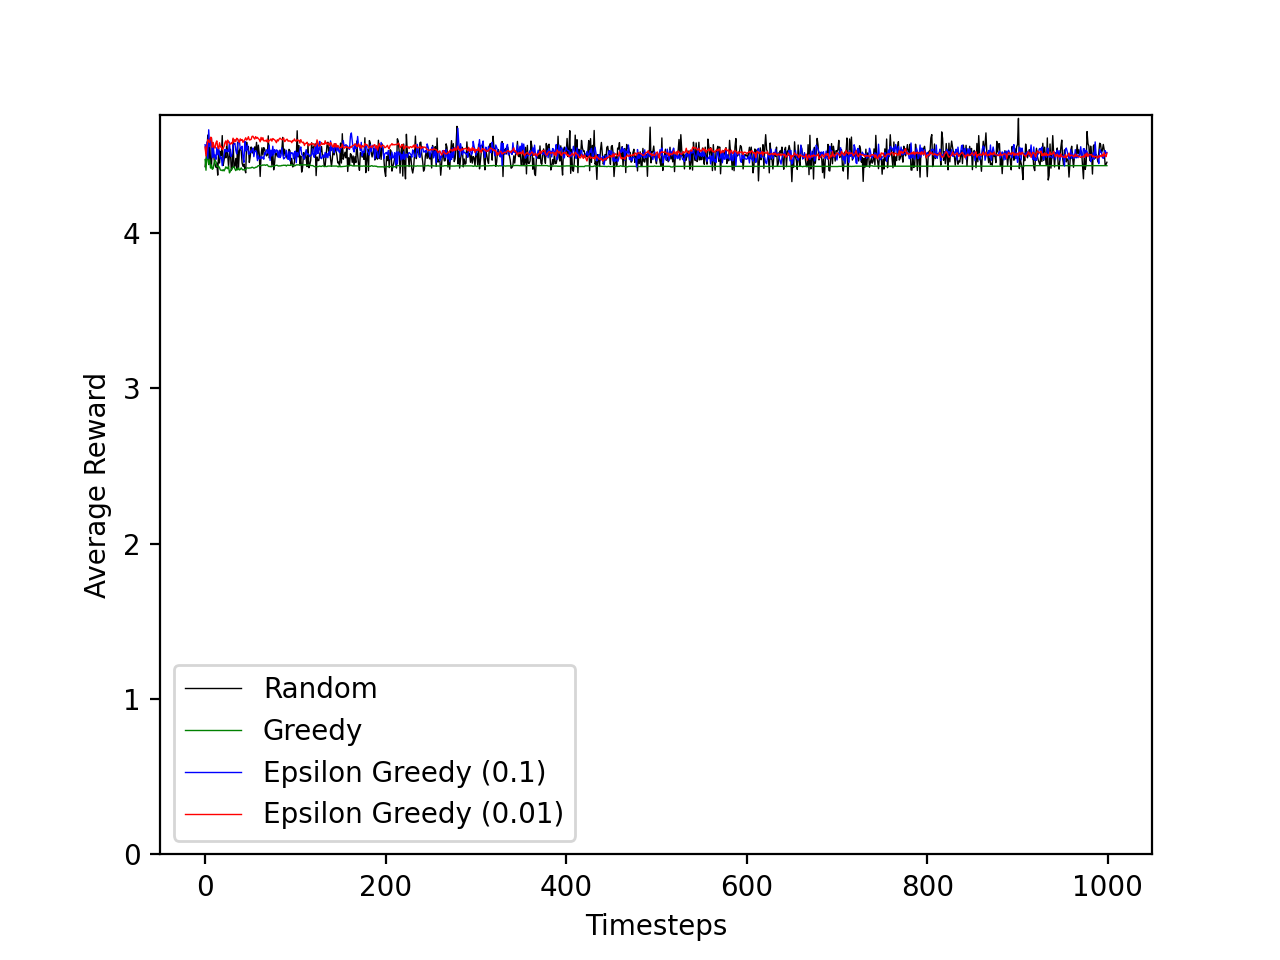 4
3
2
1
0
Average Reward
Random
Greedy
Epsilon Greedy (0.1)
Epsilon Greedy (0.01)
0 200 400 600 800 1000
Timesteps